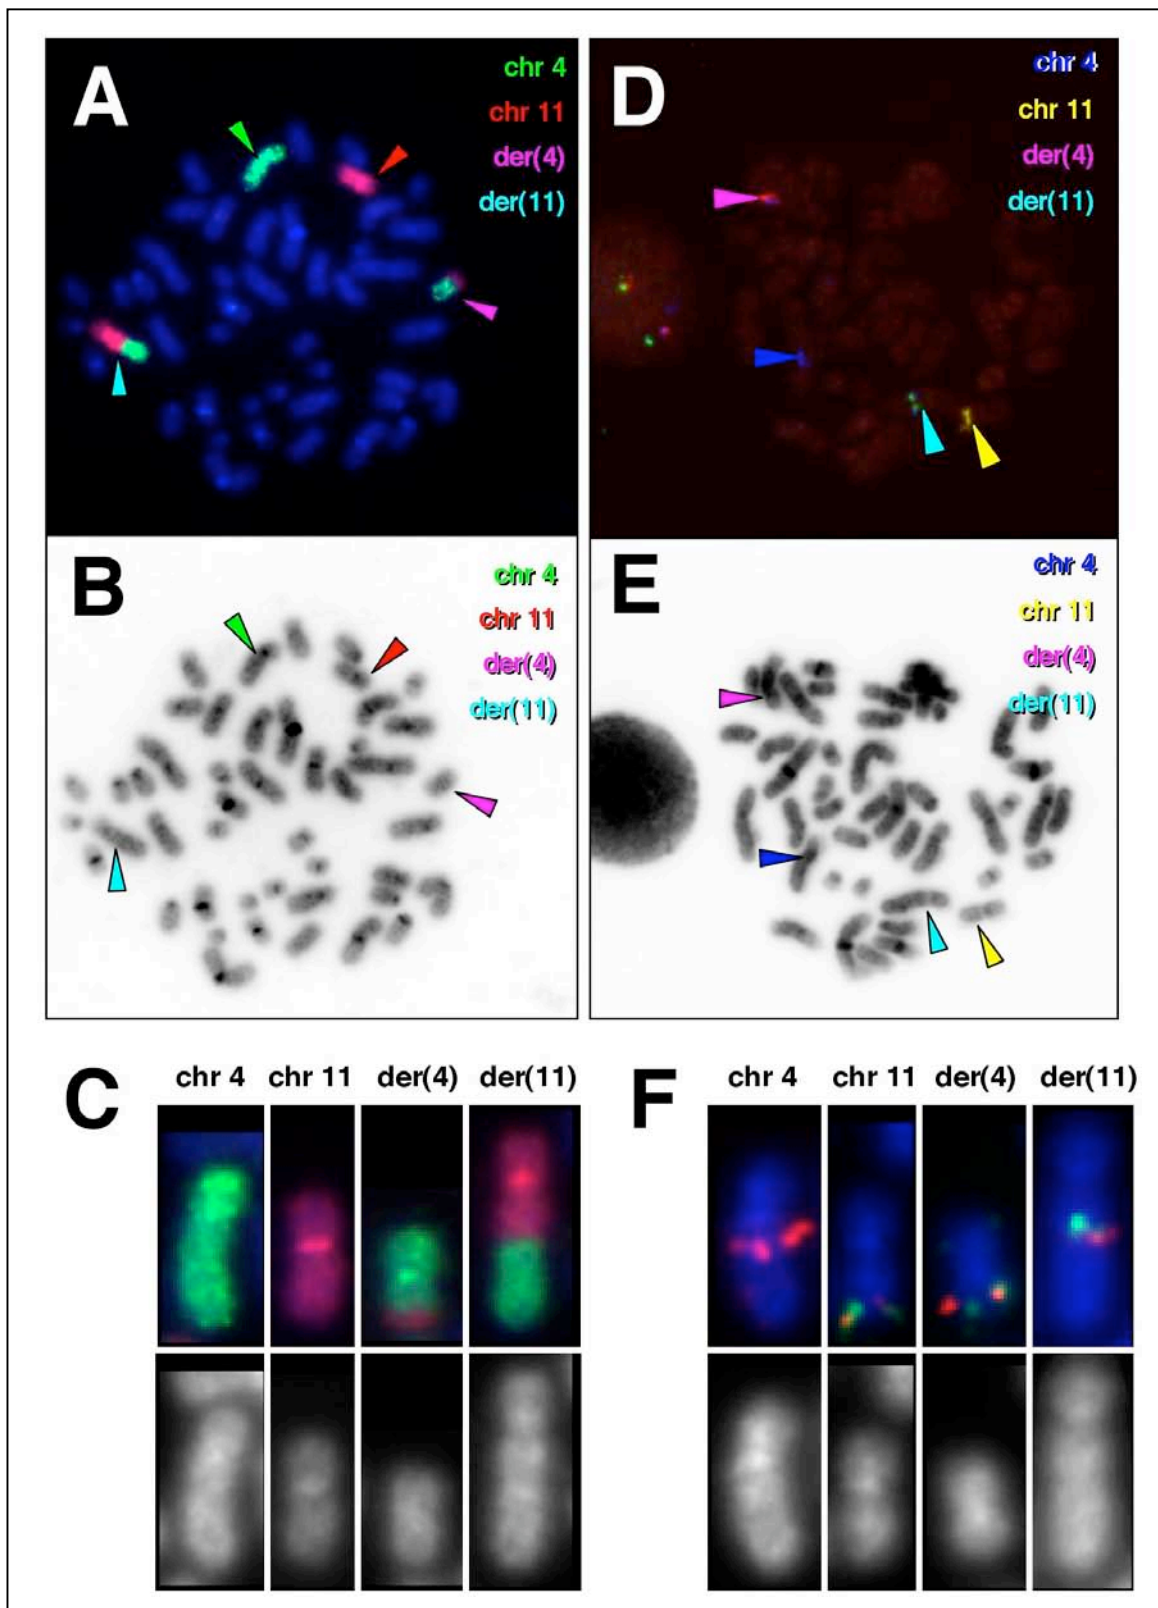 A
chr 4
chr 11
der(4)
der(11)
D
chr 4
chr 11
der(4)
der(11)
B
chr 4
chr 11
der(4)
der(11)
E
chr 4
chr 11
der(4)
der(11)
C
chr 4 chr 11 der(4) der(11)
F
chr 4 chr 11 der(4) der(11)